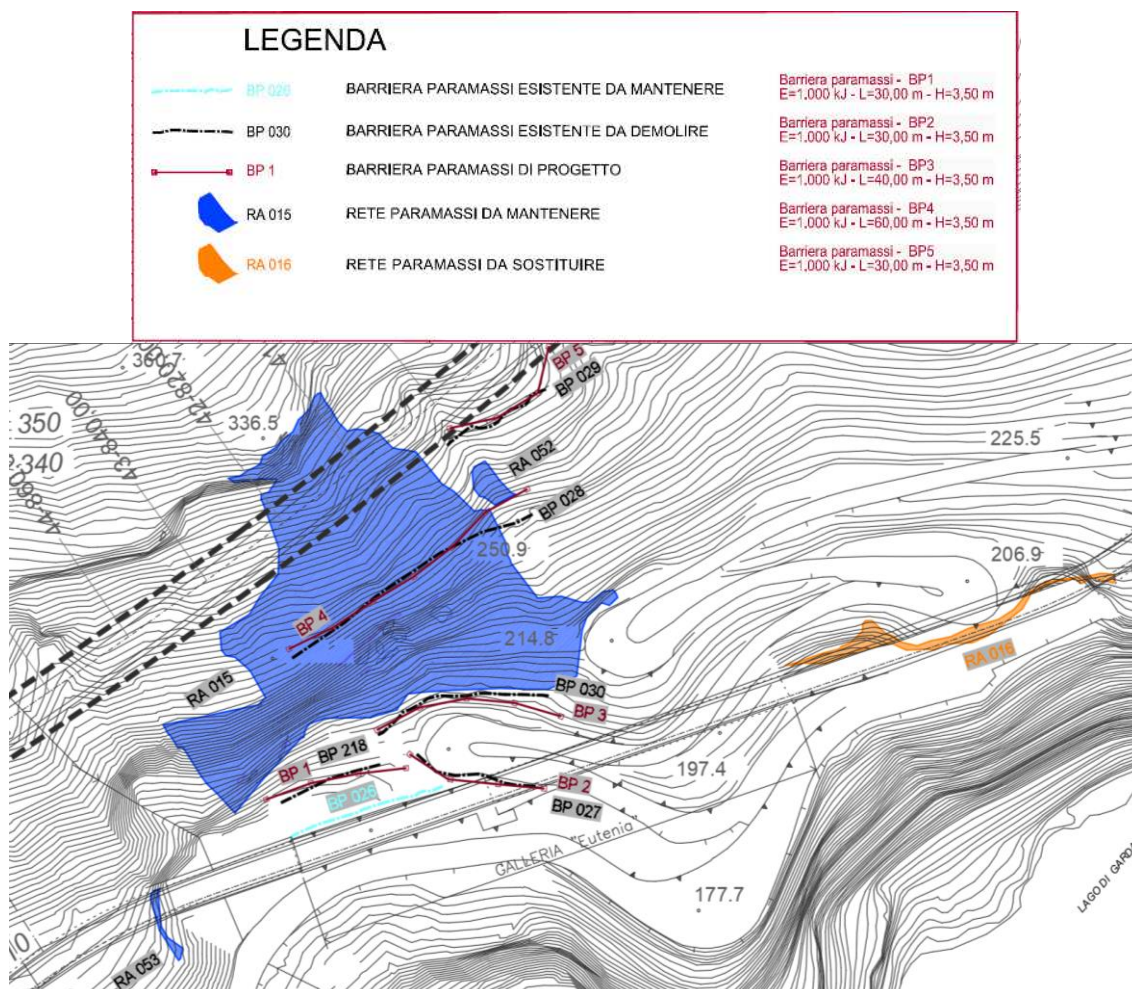 LEGENDA
BP 026 BARRIERA PARAMASSI ESISTENTE DA MANTENERE
BP 030 BARRIERA PARAMASSI ESISTENTE DA DEMOLIRE
BP 1 BARRIERA PARAMASSI DI PROGETTO
RA 015 RETE PARAMASSI DA MANTENERE
RA 016 RETE PARAMASSI DA SOSTITUIRE
Barriera paramassi - BP1
E=1.000 kJ - L=30,00 m - H=3,50 m
Barriera paramassi - BP2
E=1.000 kJ - L=30,00 m - H=3,50 m
Barriera paramassi - BP3
E=1.000 kJ - L=40,00 m - H=3,50 m
Barriera paramassi - BP4
E=1.000 kJ - L=60,00 m - H=3,50 m
Barriera paramassi - BP5
E=1.000 kJ - L=30,00 m - H=3,50 m
360.7
350
340
336.5
43-840.00
BP 5
BP 029
RA 052
BP 028
225.5
250.9
206.9
BP 4
214.8
RA 015
RA 016
BP 030
BP 3
BP 218
BP 1
BP 026
BP 2
BP 027
197.4
GALLERIA "Eutenia"
177.7
LAGO DI GARDA
RA 053